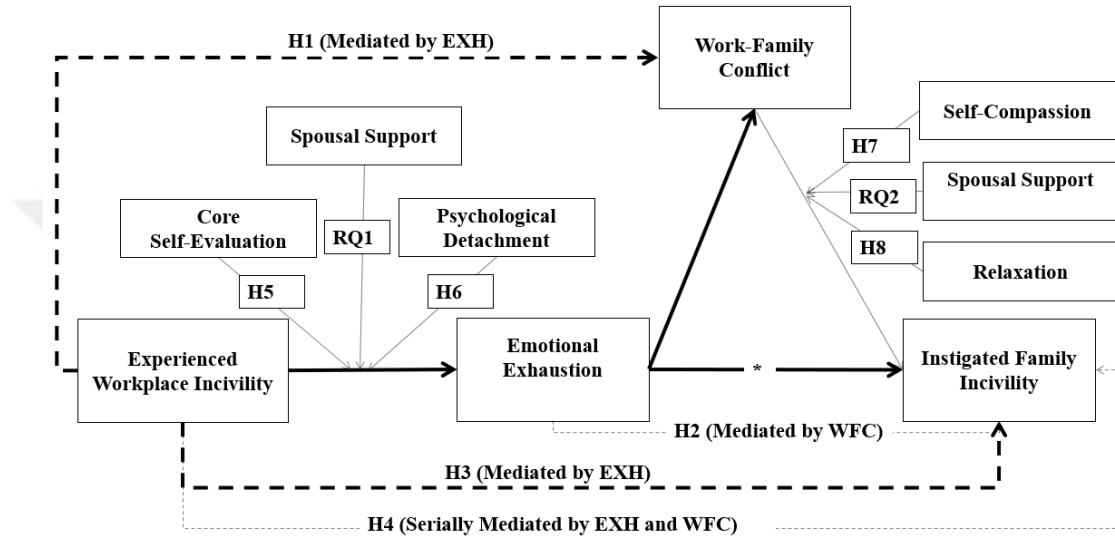 H1 (Mediated by EXH)
Work-Family
Conflict
Self-Compassion
Spousal Support
H7
Spousal Support
RQ2
Core
Self-Evaluation
RQ1
Psychological
Detachment
H8
Relaxation
H5
H6
Experienced
Workplace Incivility
Emotional
Exhaustion
*
Instigated Family
Incivility
H2 (Mediated by WFC)
H3 (Mediated by EXH)
H4 (Serially Mediated by EXH and WFC)